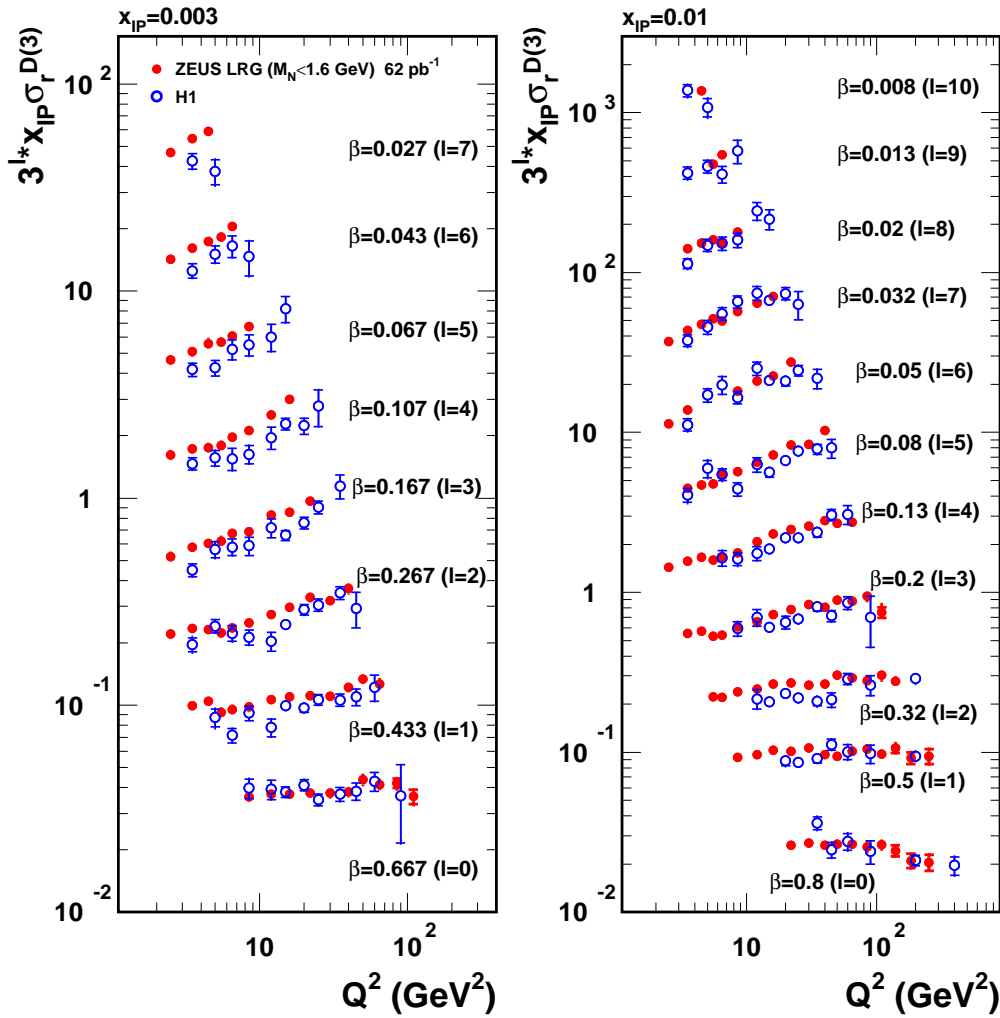 x_IP=0.003
3^l* x_IP σ_r^D(3)
10^2
10
1
10^-1
10^-2
ZEUS LRG (M_N<1.6 GeV) 62 pb^-1
H1
β=0.027 (l=7)
β=0.043 (l=6)
β=0.067 (l=5)
β=0.107 (l=4)
β=0.167 (l=3)
β=0.267 (l=2)
β=0.433 (l=1)
β=0.667 (l=0)
10
10^2
Q^2 (GeV^2)
x_IP=0.01
3^l* x_IP σ_r^D(3)
10^3
10^2
10
1
10^-1
10^-2
β=0.008 (l=10)
β=0.013 (l=9)
β=0.02 (l=8)
β=0.032 (l=7)
β=0.05 (l=6)
β=0.08 (l=5)
β=0.13 (l=4)
β=0.2 (l=3)
β=0.32 (l=2)
β=0.5 (l=1)
β=0.8 (l=0)
10
10^2
Q^2 (GeV^2)